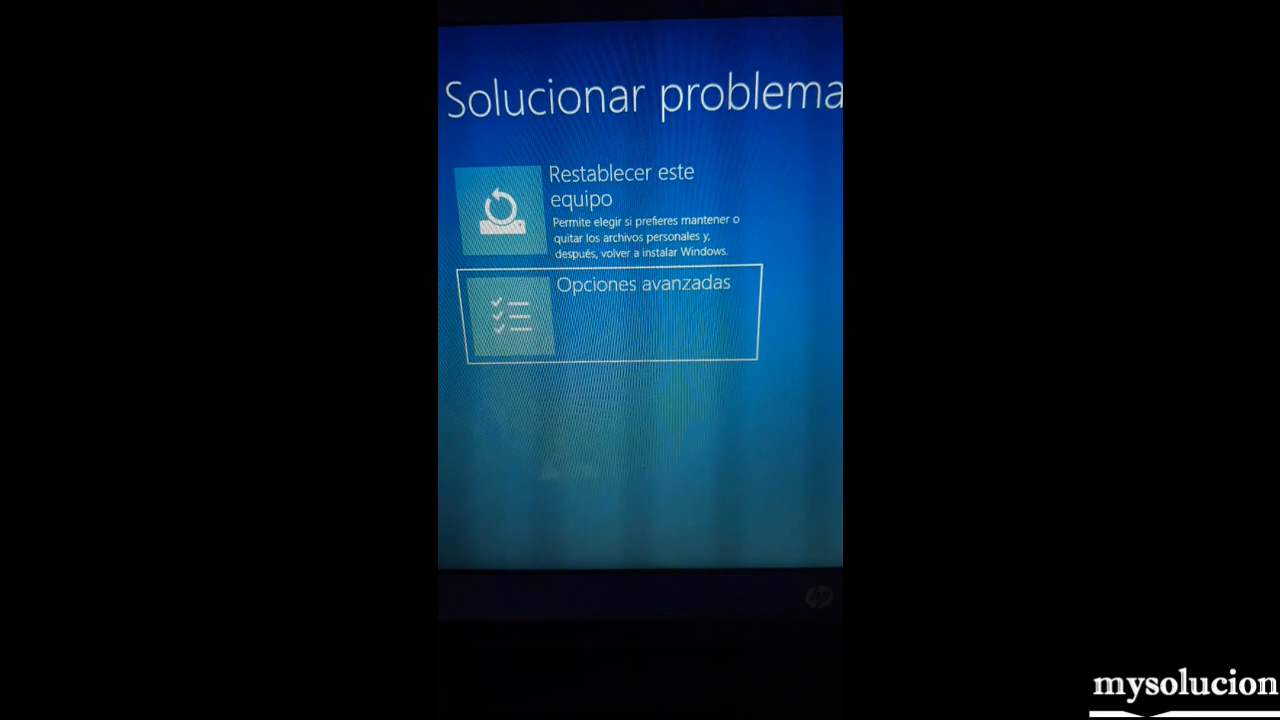 Solucionar problema
Restablecer este
equipo
Permite elegir si prefieres mantener o
quitar los archivos personales y,
después, volver a instalar Windows.
Opciones avanzadas
hp
mysolucion